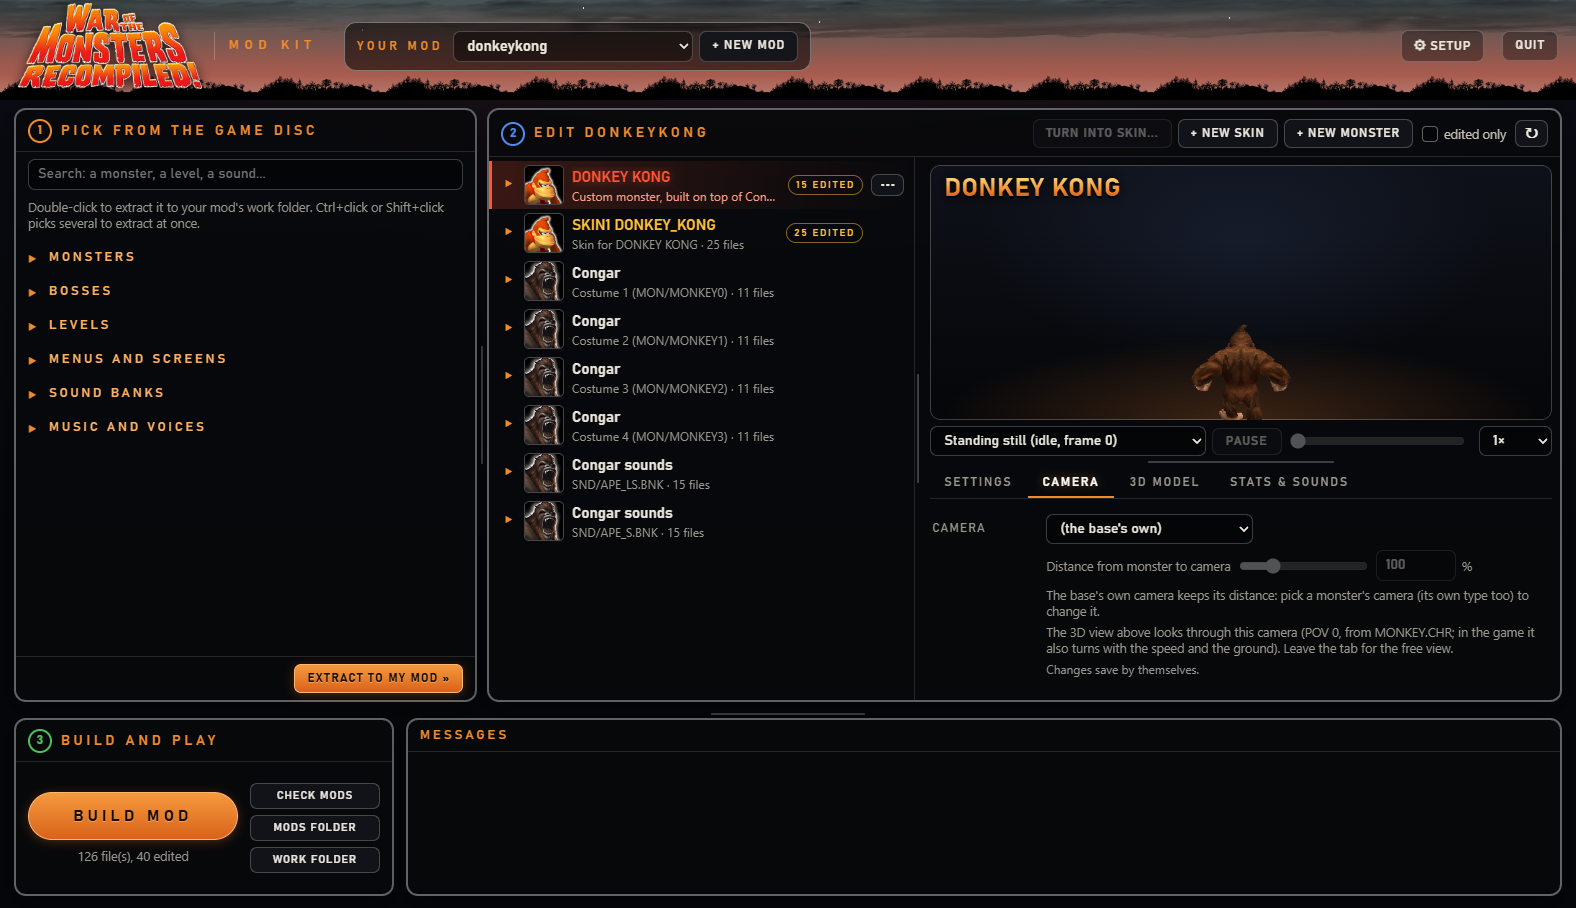 WAR OF THE MONSTERS RECOMPILED!
MOD KIT
YOUR MOD
donkeykong
+ NEW MOD
⚙ SETUP
QUIT
1 PICK FROM THE GAME DISC
Search: a monster, a level, a sound...
Double-click to extract it to your mod's work folder. Ctrl+click or Shift+click
picks several to extract at once.
MONSTERS
BOSSES
LEVELS
MENUS AND SCREENS
SOUND BANKS
MUSIC AND VOICES
EXTRACT TO MY MOD »
2 EDIT DONKEYKONG
TURN INTO SKIN...
+ NEW SKIN
+ NEW MONSTER
edited only
↻
DONKEY KONG
Custom monster, built on top of Con...
15 EDITED
---
SKIN1 DONKEY_KONG
Skin for DONKEY KONG · 25 files
25 EDITED
Congar
Costume 1 (MON/MONKEY0) · 11 files
Congar
Costume 2 (MON/MONKEY1) · 11 files
Congar
Costume 3 (MON/MONKEY2) · 11 files
Congar
Costume 4 (MON/MONKEY3) · 11 files
Congar sounds
SND/APE_LS.BNK · 15 files
Congar sounds
SND/APE_S.BNK · 15 files
DONKEY KONG
Standing still (idle, frame 0)
PAUSE
1×
SETTINGS
CAMERA
3D MODEL
STATS & SOUNDS
CAMERA
(the base's own)
Distance from monster to camera
100
%
The base's own camera keeps its distance: pick a monster's camera (its own type too) to
change it.
The 3D view above looks through this camera (POV 0, from MONKEY.CHR; in the game it
also turns with the speed and the ground). Leave the tab for the free view.
Changes save by themselves.
3 BUILD AND PLAY
BUILD MOD
126 file(s), 40 edited
CHECK MODS
MODS FOLDER
WORK FOLDER
MESSAGES